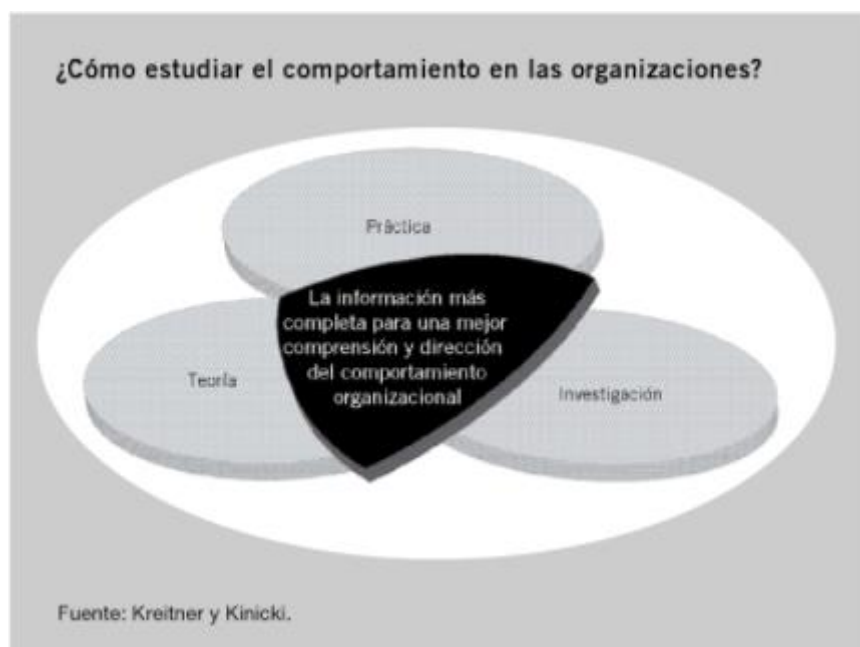 ¿Cómo estudiar el comportamiento en las organizaciones?
Práctica
La información más
completa para una mejor
comprensión y dirección
del comportamiento
organizacional
Teoría
Investigación
Fuente: Kreitner y Kinicki.